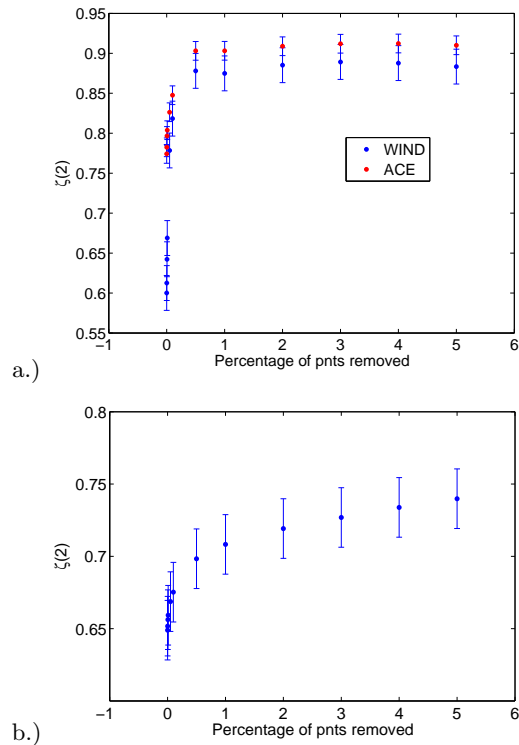 0.95
0.9
0.85
0.8
0.75
0.7
0.65
0.6
0.55
ζ(2)
WIND
ACE
−1 0 1 2 3 4 5 6
Percentage of pnts removed
a.)
0.8
0.75
0.7
0.65
ζ(2)
−1 0 1 2 3 4 5 6
Percentage of pnts removed
b.)